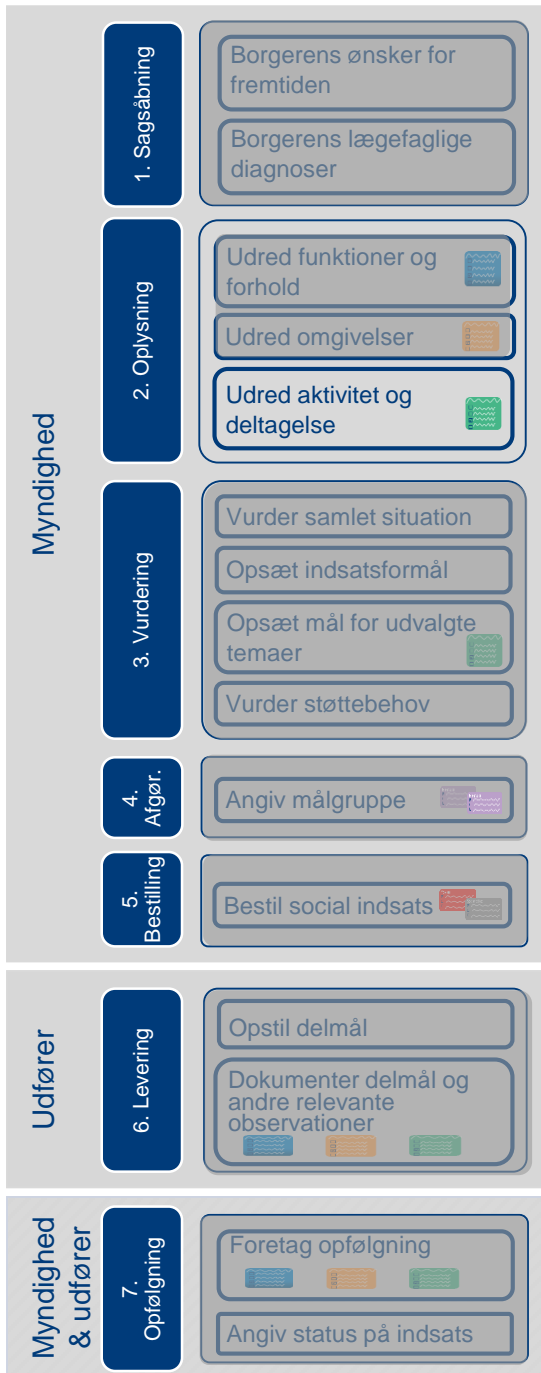 Myndighed
1. Sagsåbning
Borgerens ønsker for
fremtiden
Borgerens lægefaglige
diagnoser
2. Oplysning
Udred funktioner og
forhold
Udred omgivelser
Udred aktivitet og
deltagelse
3. Vurdering
Vurder samlet situation
Opsæt indsatsformål
Opsæt mål for udvalgte
temaer
Vurder støttebehov
4.
Afgør.
Angiv målgruppe
5.
Bestilling
Bestil social indsats
Udfører
6. Levering
Opstil delmål
Dokumenter delmål og
andre relevante
observationer
Myndighed
& udfører
7.
Opfølgning
Foretag opfølgning
Angiv status på indsats